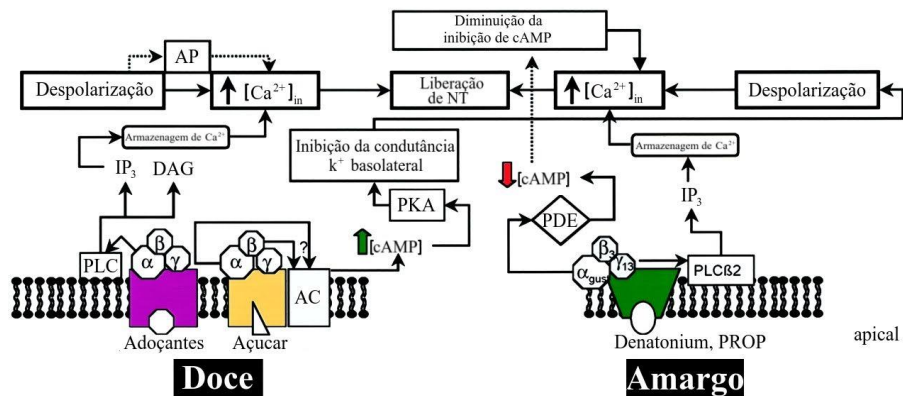 Diminuição da
inibição de cAMP
AP
Despolarização
[Ca²⁺]in
Liberação
de NT
[Ca²⁺]in
Despolarização
Armazenagem de Ca²⁺
Inibição da condutância
k⁺ basolateral
Armazenagem de Ca²⁺
IP₃
DAG
[cAMP]
IP₃
PKA
PDE
[cAMP]
PLC
α
β
γ
α
β
γ
?
AC
αgust
β₃
γ₁₃
PLCß2
Adoçantes
Açucar
Denatonium, PROP
apical
Doce
Amargo